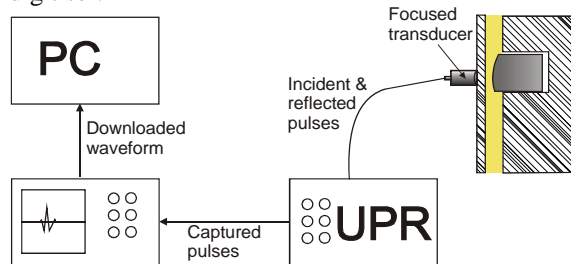 Focused
transducer
PC
Incident &
reflected
pulses
Downloaded
waveform
UPR
Captured
pulses